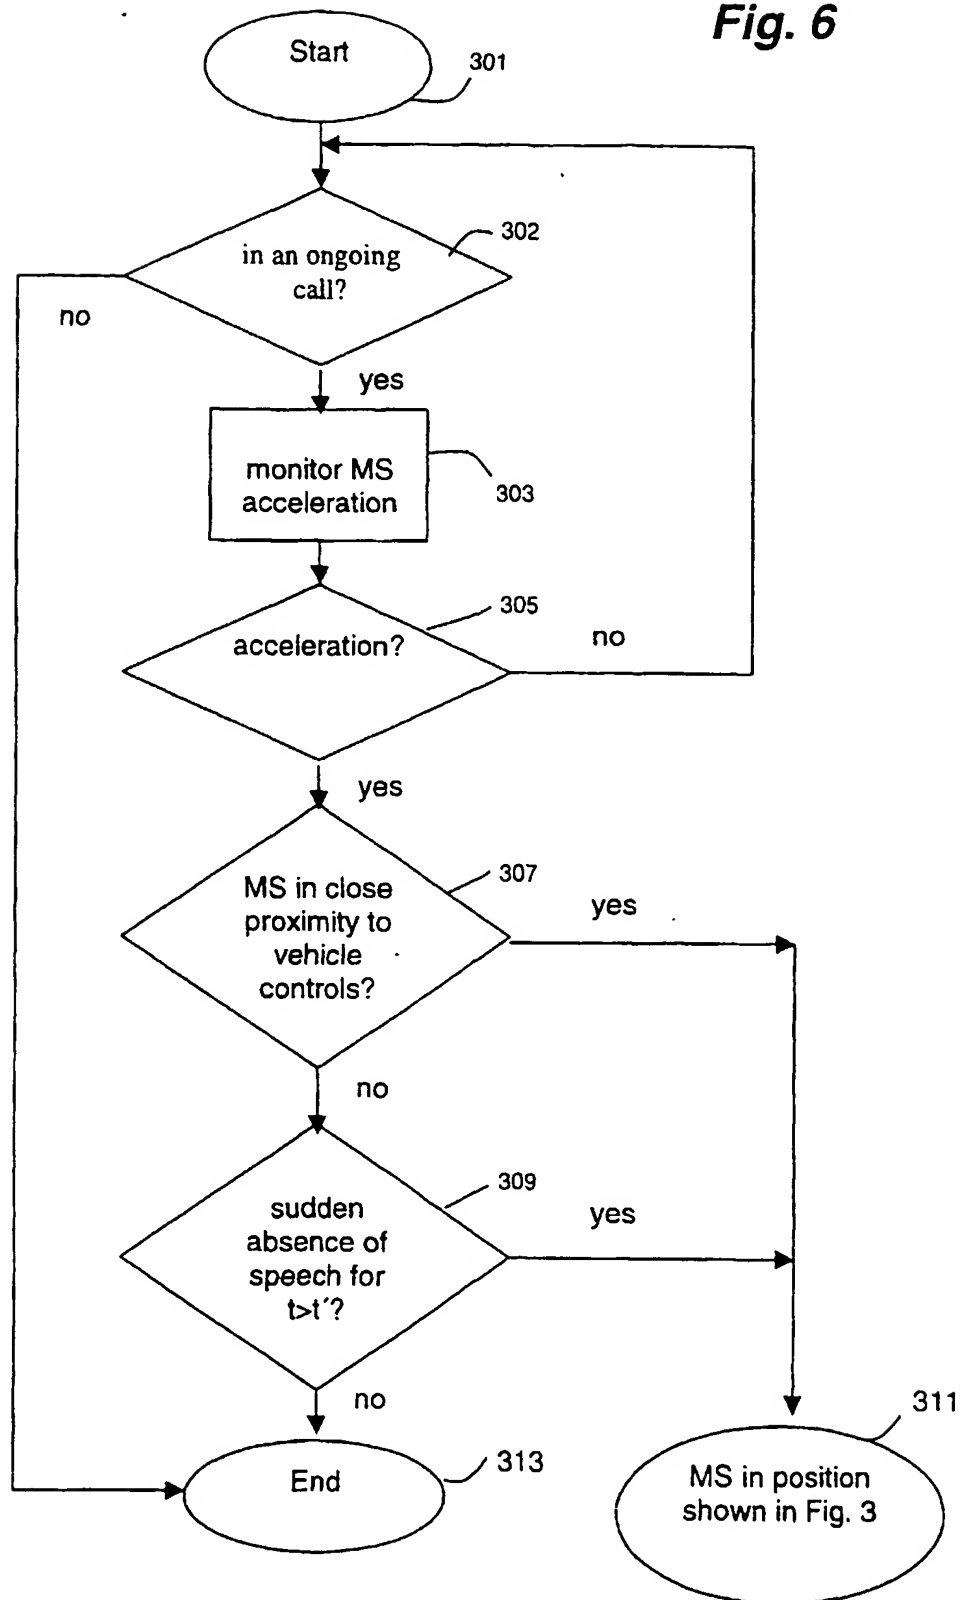 Fig. 6
Start
301
302
in an ongoing
call?
no
yes
monitor MS
acceleration
303
305
acceleration?
no
yes
307
MS in close
proximity to
vehicle
controls?
yes
no
309
sudden
absence of
speech for
t>t´?
yes
no
311
End
313
MS in position
shown in Fig. 3